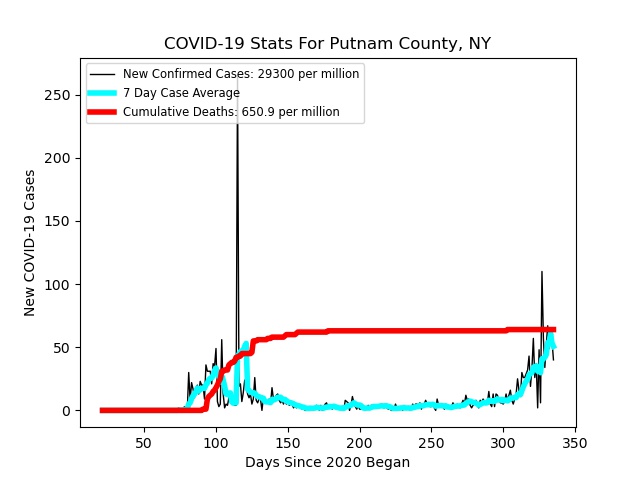 COVID-19 Stats For Putnam County, NY
New Confirmed Cases: 29300 per million
7 Day Case Average
Cumulative Deaths: 650.9 per million
New COVID-19 Cases
250
200
150
100
50
0
50 100 150 200 250 300 350
Days Since 2020 Began